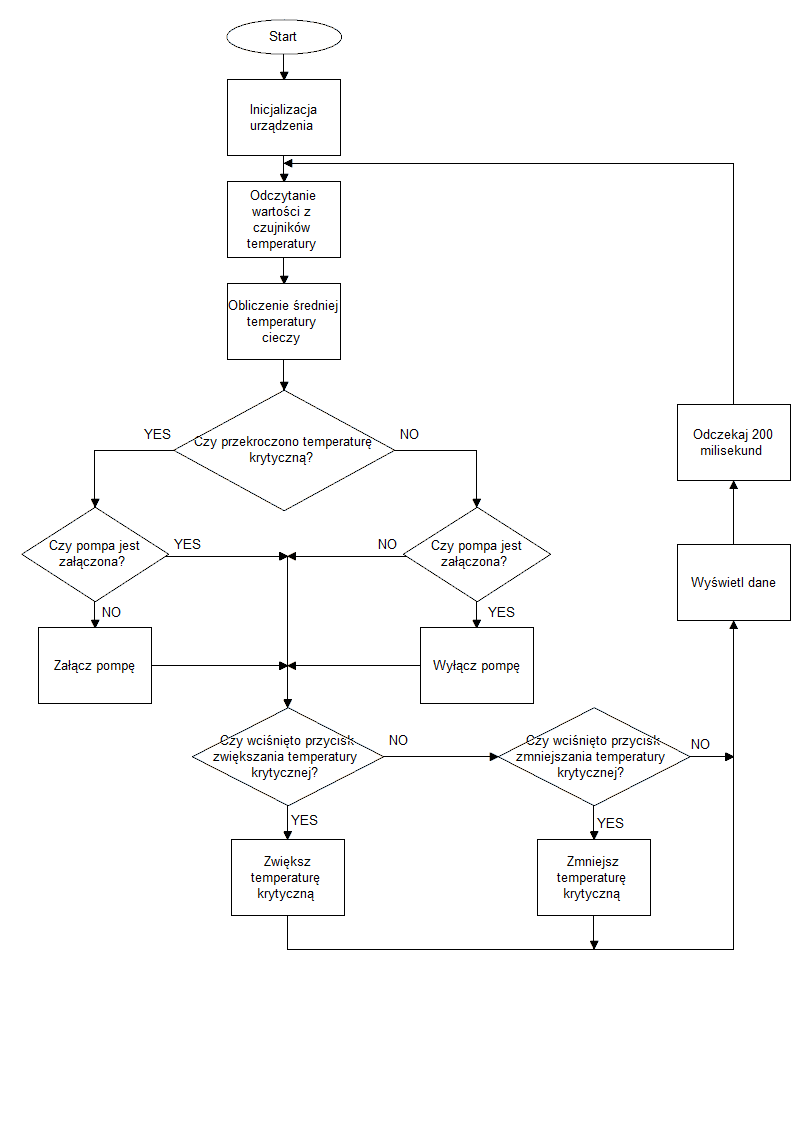 Start
Inicjalizacja
urządzenia
Odczytanie
wartości z
czujników
temperatury
Obliczenie średniej
temperatury
cieczy
YES
Czy przekroczono temperaturę
krytyczną?
NO
Odczekaj 200
milisekund
Czy pompa jest
załączona?
YES
NO
Czy pompa jest
załączona?
NO
YES
Wyświetl dane
Załącz pompę
Wyłącz pompę
Czy wciśnięto przycisk
zwiększania temperatury
krytycznej?
NO
Czy wciśnięto przycisk
zmniejszania temperatury
krytycznej?
NO
YES
YES
Zwiększ
temperaturę
krytyczną
Zmniejsz
temperaturę
krytyczną